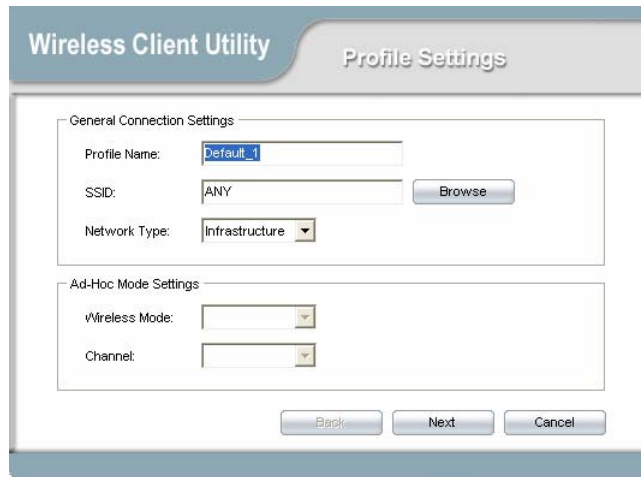 Wireless Client Utility
Profile Settings
General Connection Settings
Profile Name: Default_1
SSID: ANY Browse
Network Type: Infrastructure
Ad-Hoc Mode Settings
Wireless Mode:
Channel:
Back Next Cancel